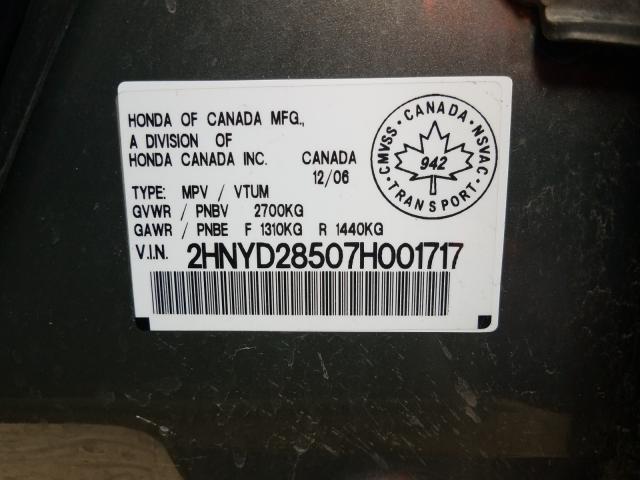 HONDA OF CANADA MFG.,
A DIVISION OF
HONDA CANADA INC. CANADA
12/06
TYPE: MPV / VTUM
GVWR / PNBV 2700KG
GAWR / PNBE F 1310KG R 1440KG
V.I.N. 2HNYD28507H001717
CMVSS · CANADA · NSVAC · TRANSPORT ·
942